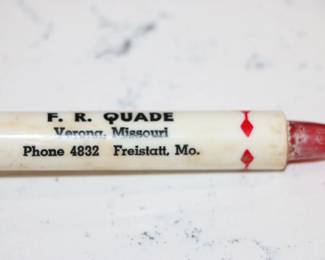 F. R. QUADE
Verona, Missouri
Phone 4832 Freistatt, Mo.